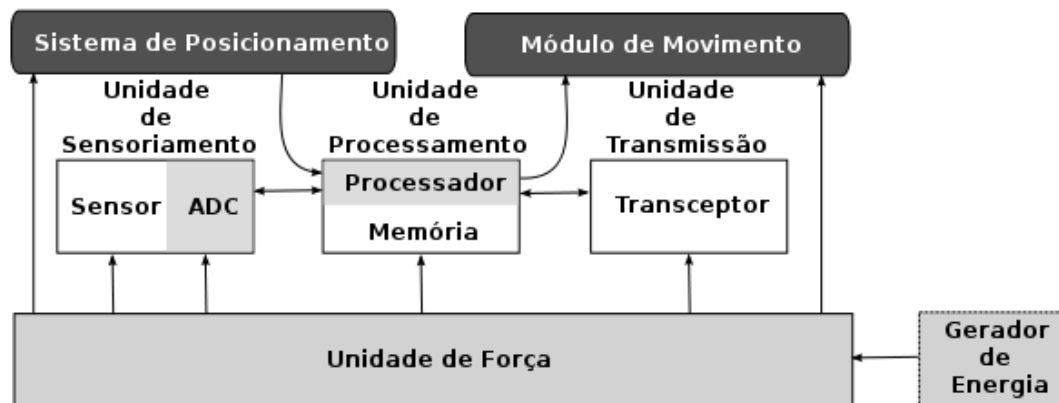 Sistema de Posicionamento
Módulo de Movimento
Unidade
de
Sensoriamento
Unidade
de
Processamento
Unidade
de
Transmissão
Sensor
ADC
Processador
Memória
Transceptor
Unidade de Força
Gerador
de
Energia